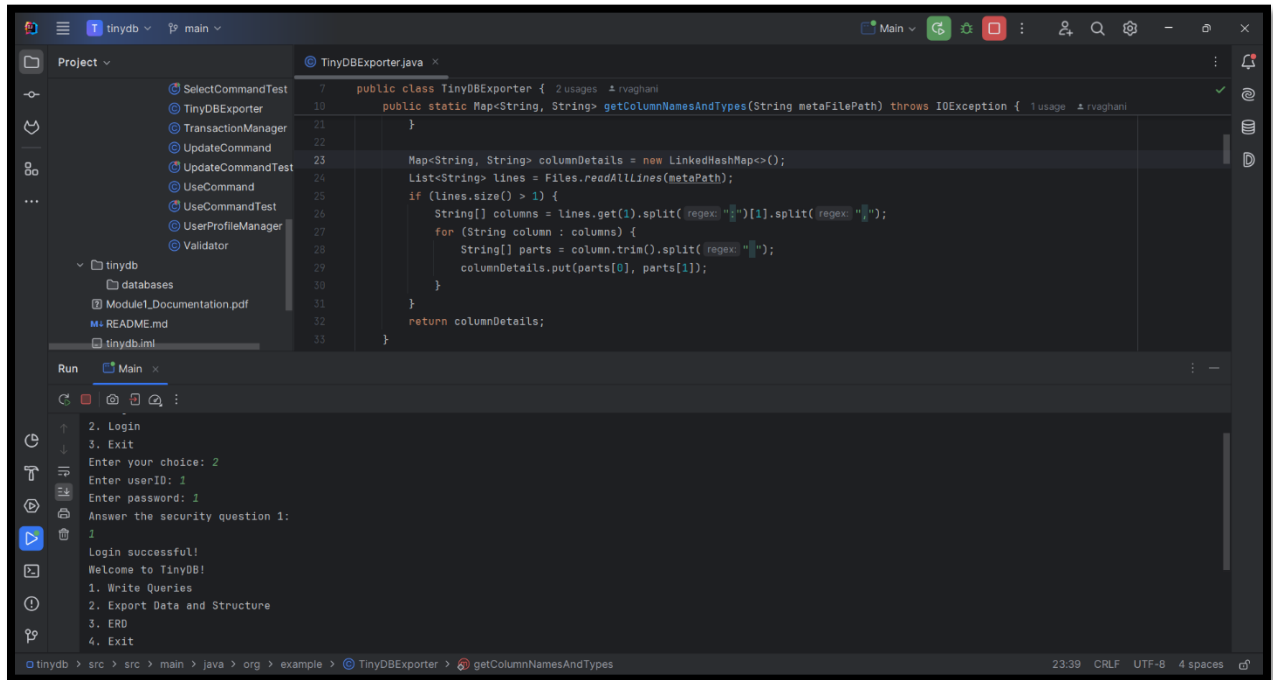 T tinydb main Main
Project
TinyDBExporter.java
SelectCommandTest
TinyDBExporter
TransactionManager
UpdateCommand
UpdateCommandTest
UseCommand
UseCommandTest
UserProfileManager
Validator
tinydb
databases
Module1_Documentation.pdf
README.md
tinydb.iml
7 public class TinyDBExporter { 2 usages rvaghani
10 public static Map<String, String> getColumnNamesAndTypes(String metaFilePath) throws IOException { 1 usage rvaghani
21 }
22
23 Map<String, String> columnDetails = new LinkedHashMap<>();
24 List<String> lines = Files.readAllLines(metaPath);
25 if (lines.size() > 1) {
26 String[] columns = lines.get(1).split( regex: ":")[1].split( regex: ",");
27 for (String column : columns) {
28 String[] parts = column.trim().split( regex: " ");
29 columnDetails.put(parts[0], parts[1]);
30 }
31 }
32 return columnDetails;
33 }
Run Main
2. Login
3. Exit
Enter your choice: 2
Enter userID: 1
Enter password: 1
Answer the security question 1:
1
Login successful!
Welcome to TinyDB!
1. Write Queries
2. Export Data and Structure
3. ERD
4. Exit
tinydb > src > src > main > java > org > example > TinyDBExporter > getColumnNamesAndTypes 23:39 CRLF UTF-8 4 spaces